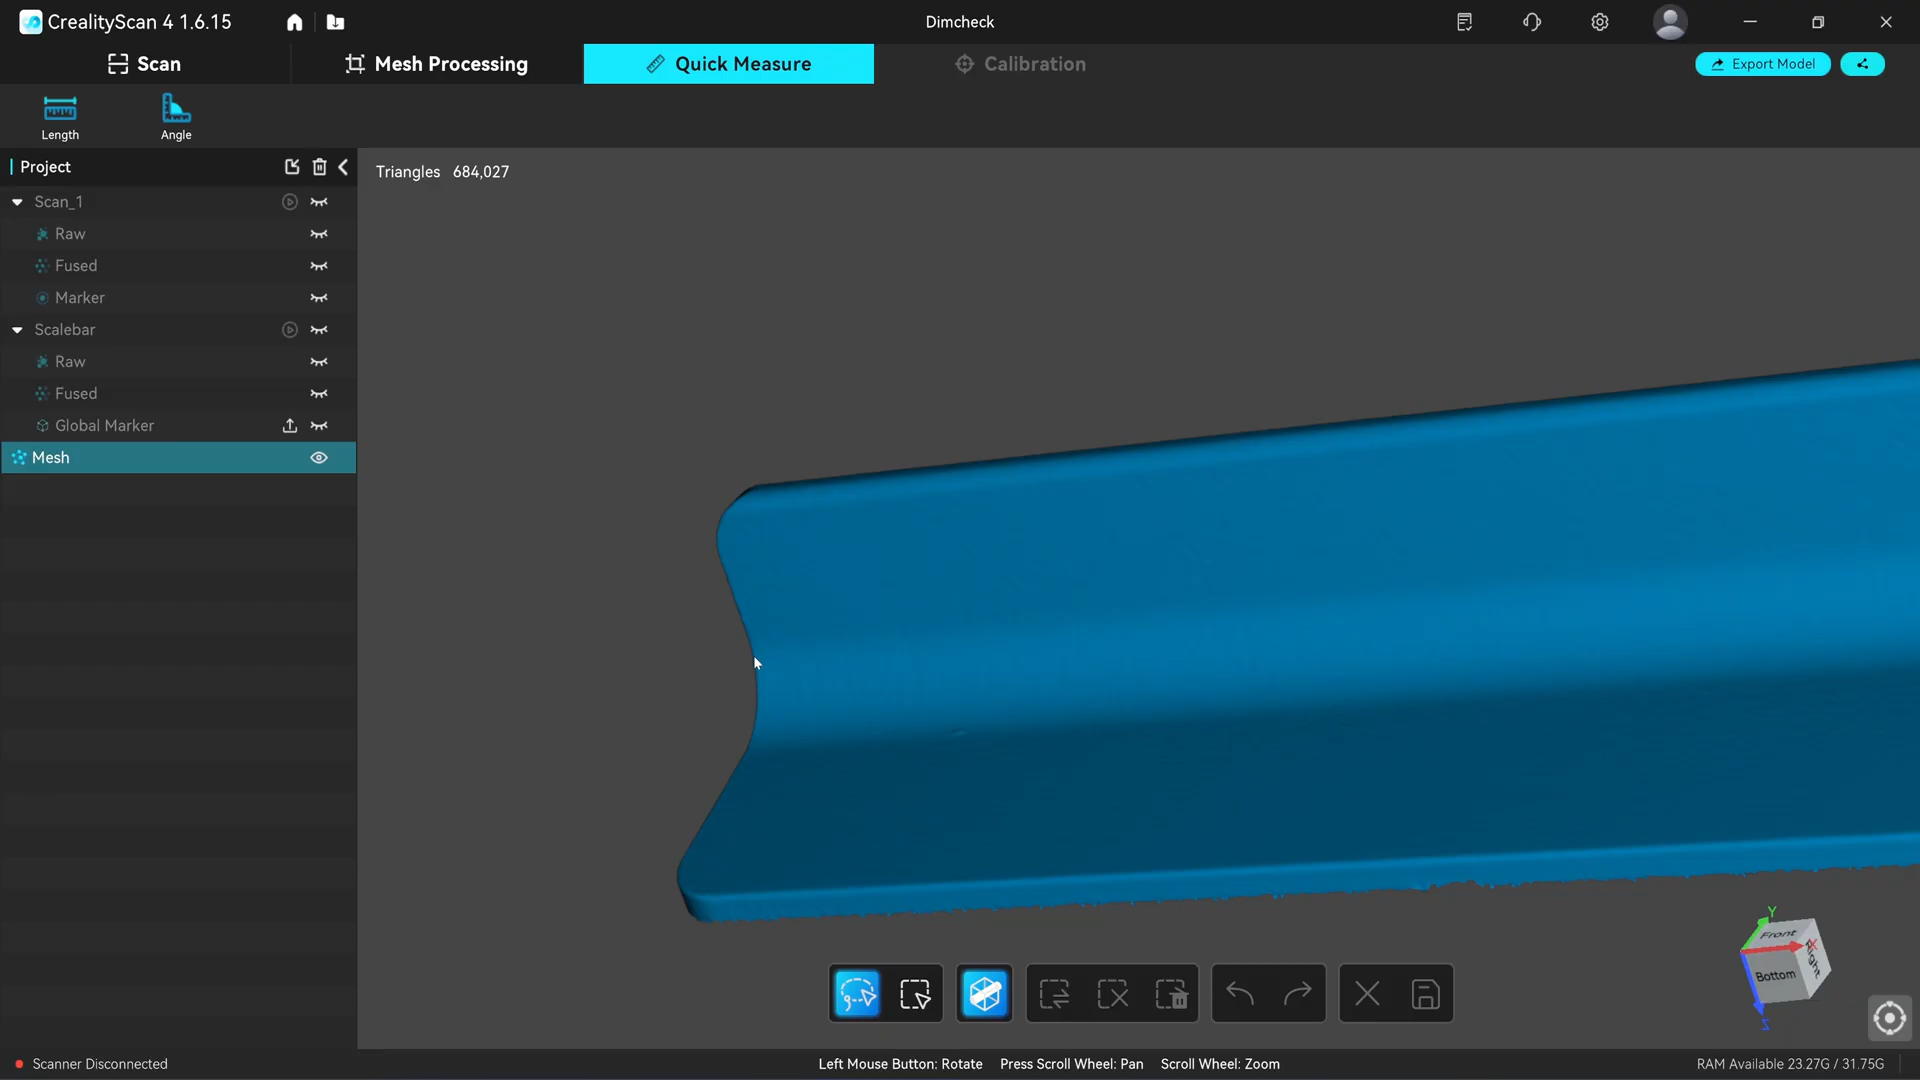 CrealityScan 4 1.6.15
Dimcheck
Scan
Mesh Processing
Quick Measure
Calibration
Export Model
Length
Angle
Project
Triangles 684,027
Scan_1
Raw
Fused
Marker
Scalebar
Raw
Fused
Global Marker
Mesh
Y
Front
X
Right
Bottom
Z
Scanner Disconnected
Left Mouse Button: Rotate Press Scroll Wheel: Pan Scroll Wheel: Zoom
RAM Available 23.27G / 31.75G